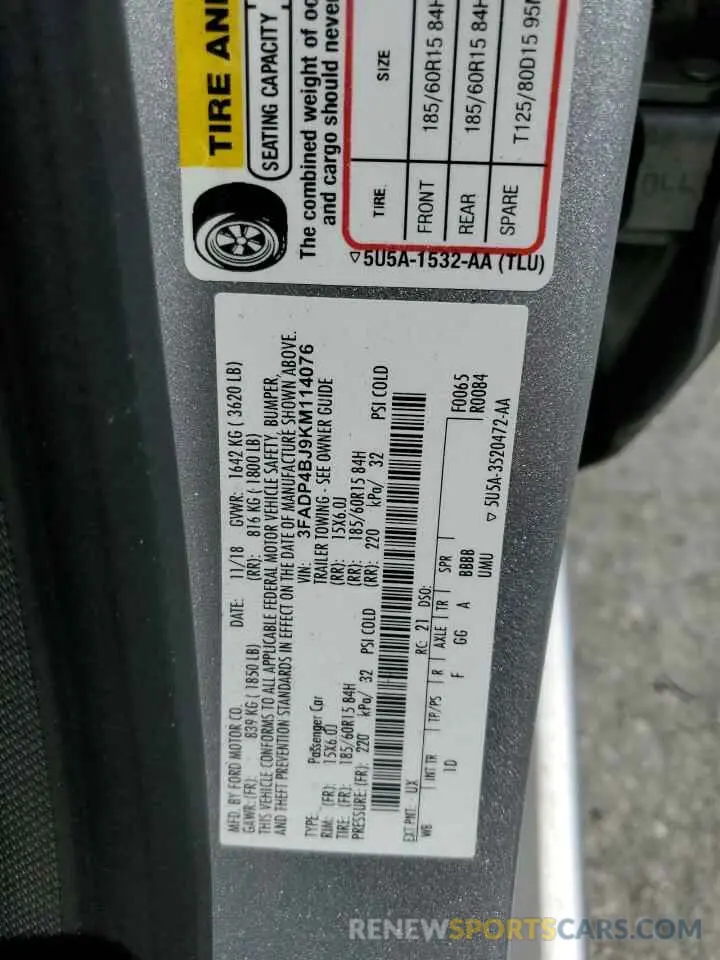 TIRE AND
SEATING CAPACITY
The combined weight of oc
and cargo should never
TIRE SIZE
FRONT 185/60R15 84H
REAR 185/60R15 84H
SPARE T125/80D15 95M
5U5A-1532-AA (TLU)
MFD. BY FORD MOTOR CO. DATE: 11/18 GVWR: 1642 KG ( 3620 LB)
GAWR:(FR): 839 KG ( 1850 LB) (RR): 816 KG ( 1800 LB)
THIS VEHICLE CONFORMS TO ALL APPLICABLE FEDERAL MOTOR VEHICLE SAFETY, BUMPER,
AND THEFT PREVENTION STANDARDS IN EFFECT ON THE DATE OF MANUFACTURE SHOWN ABOVE.
VIN: 3FADP4BJ9KM114076
TYPE: Passenger Car TRAILER TOWING - SEE OWNER GUIDE
RIM: (FR): 15X6.0J (RR): 15X6.0J
TIRE: (FR): 185/60R15 84H (RR): 185/60R15 84H
PRESSURE:(FR): 220 kPa/ 32 PSI COLD (RR): 220 kPa/ 32 PSI COLD
EXT PNT: UX RC: 21 DSO: F0065
WB INT TR TP/PS R AXLE TR SPR R0084
1D F GG A BBBB
UMU 5U5A-3520472-AA
RENEWSPORTSCARS.COM